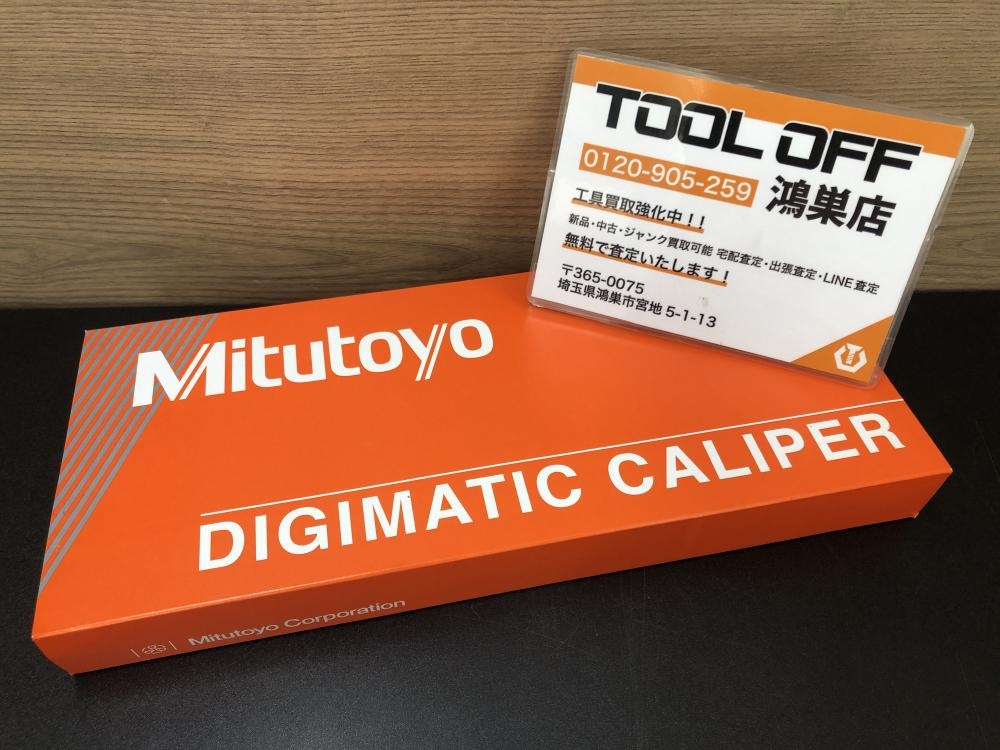 TOOL OFF
0120-905-259 鴻巣店
工具買取強化中!!
新品・中古・ジャンク買取可能 宅配査定・出張査定・LINE査定
無料で査定いたします!
〒365-0075
埼玉県鴻巣市宮地 5-1-13
Mitutoyo
DIGIMATIC CALIPER
Mitutoyo Corporation